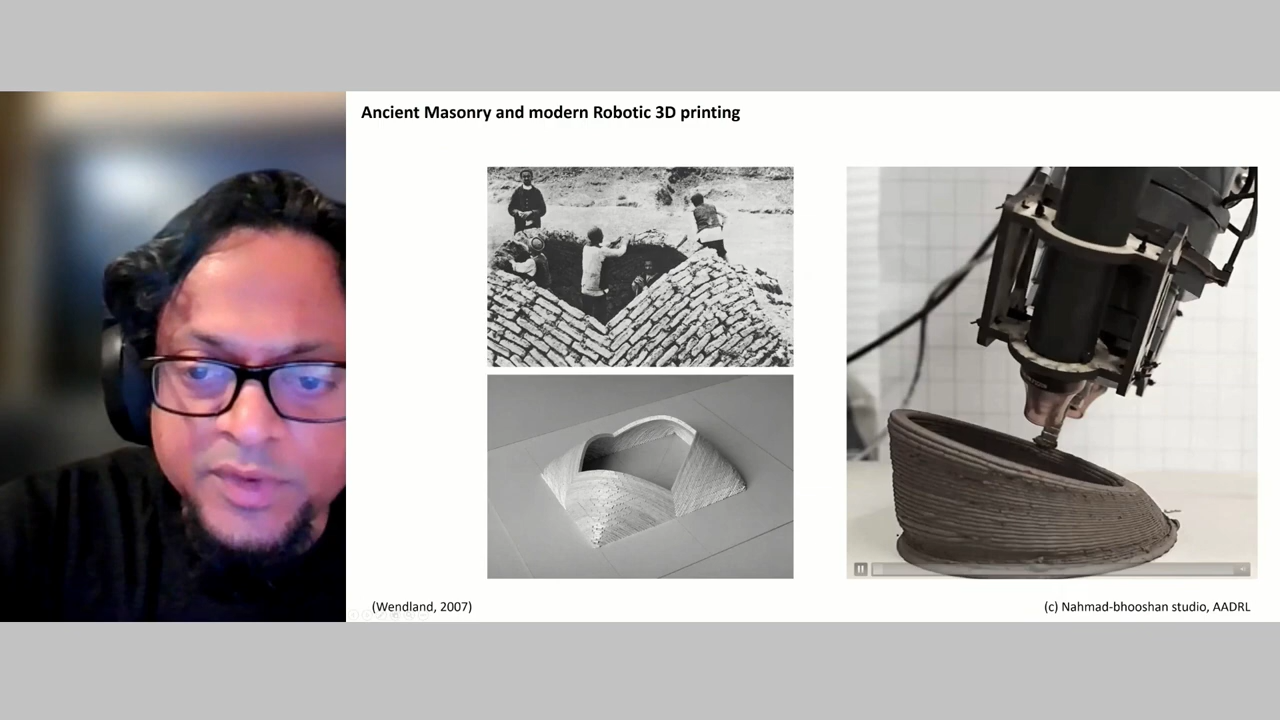 Ancient Masonry and modern Robotic 3D printing
(Wendland, 2007)
(c) Nahmad-bhooshan studio, AADRL